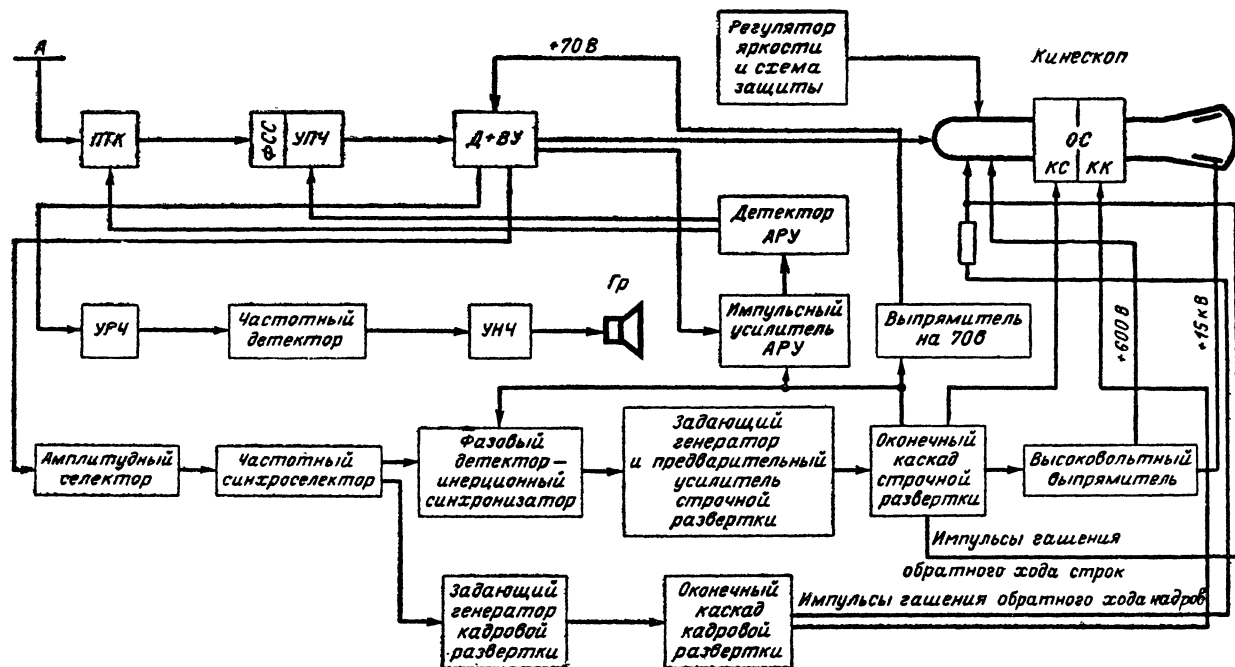 А
+70 В
Регулятор
яркости
и схема
защиты
Кинескоп
ПТК
ФСС
УПЧ
Д+ВУ
ОС
КС
КК
Детектор
АРУ
Гр
УРЧ
Частотный
детектор
УНЧ
Импульсный
усилитель
АРУ
Выпрямитель
на 70в
+600 В
+15 кВ
Амплитудный
селектор
Частотный
синхроселектор
Фазовый
детектор —
инерционный
синхронизатор
Задающий
генератор
и предварительный
усилитель
строчной
развертки
Оконечный
каскад
строчной
развертки
Высоковольтный
выпрямитель
Импульсы гашения
обратного хода строк
Задающий
генератор
кадровой
развертки
Оконечный
каскад
кадровой
развертки
Импульсы гашения обратного хода кадров